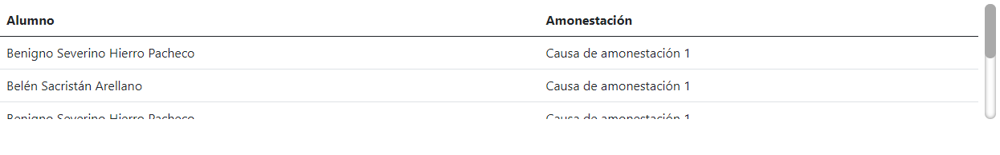 Alumno Amonestación
Benigno Severino Hierro Pacheco Causa de amonestación 1
Belén Sacristán Arellano Causa de amonestación 1
Benigno Severino Hierro Pacheco Causa de amonestación 1